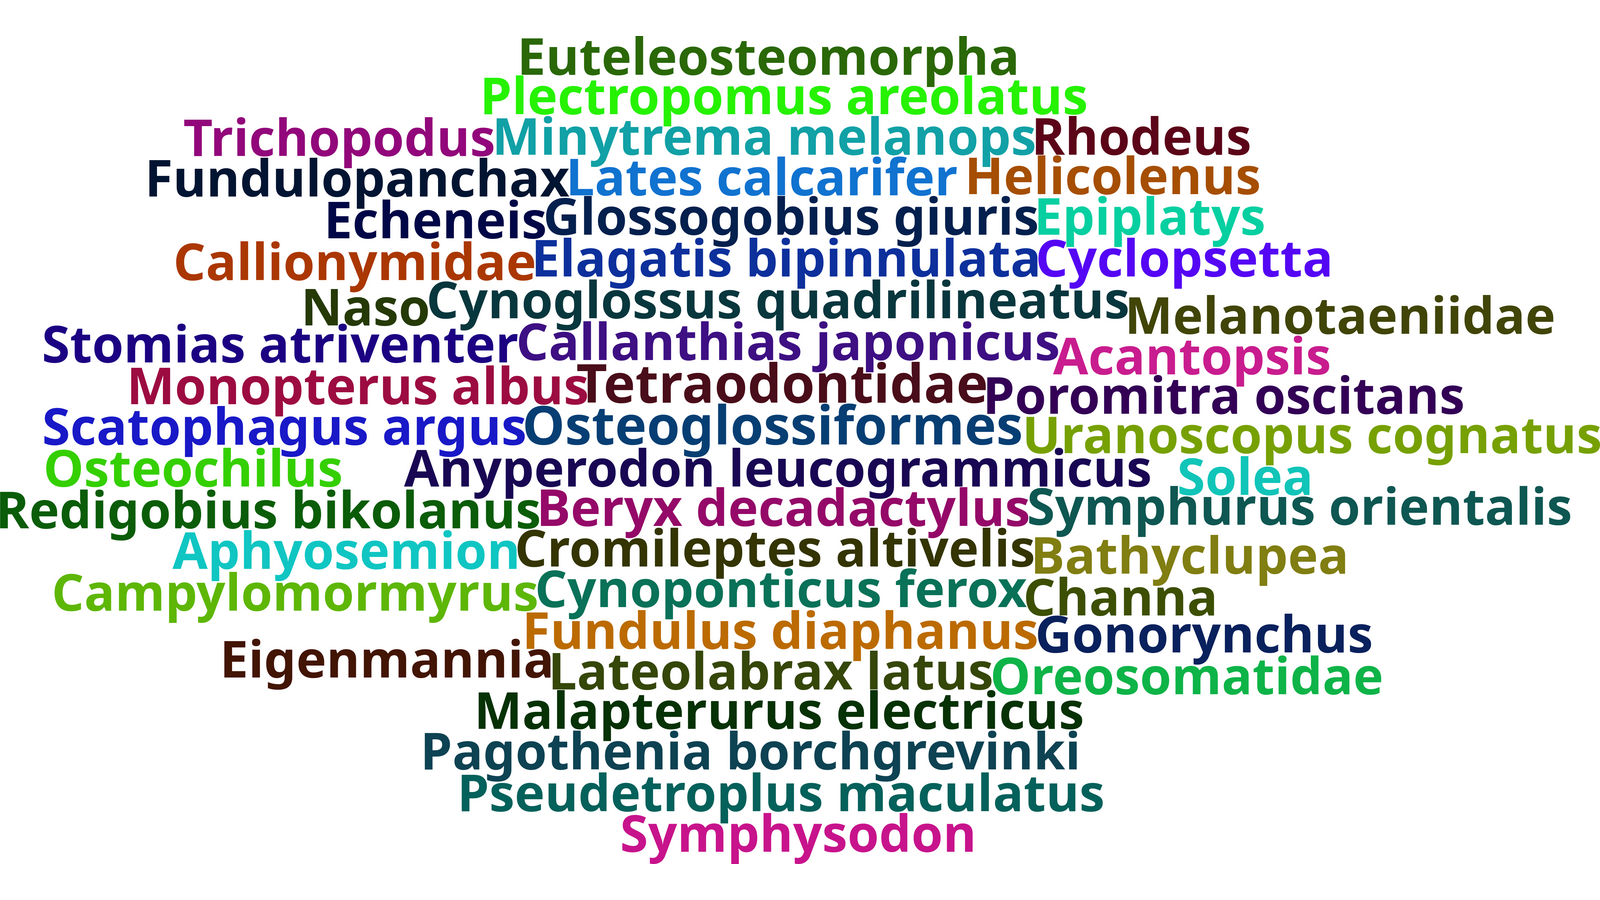 Euteleosteomorpha
Plectropomus areolatus
Trichopodus Minytrema melanops Rhodeus
Fundulopanchax Lates calcarifer Helicolenus
Echeneis Glossogobius giuris Epiplatys
Callionymidae Elagatis bipinnulata Cyclopsetta
Naso Cynoglossus quadrilineatus Melanotaeniidae
Stomias atriventer Callanthias japonicus Acantopsis
Monopterus albus Tetraodontidae Poromitra oscitans
Scatophagus argus Osteoglossiformes Uranoscopus cognatus
Osteochilus Anyperodon leucogrammicus Solea
Redigobius bikolanus Beryx decadactylus Symphurus orientalis
Aphyosemion Cromileptes altivelis Bathyclupea
Campylomormyrus Cynoponticus ferox Channa
Fundulus diaphanus Gonorynchus
Eigenmannia Lateolabrax latus Oreosomatidae
Malapterurus electricus
Pagothenia borchgrevinki
Pseudetroplus maculatus
Symphysodon